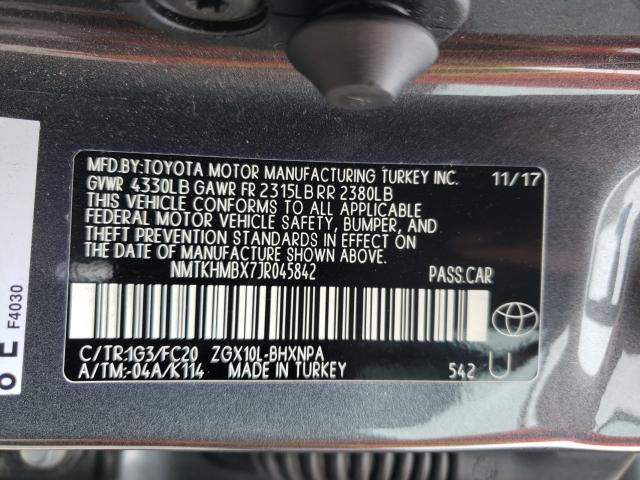 MFD.BY:TOYOTA MOTOR MANUFACTURING TURKEY INC. 11/17
GVWR 4330LB GAWR FR 2315LB RR 2380LB
THIS VEHICLE CONFORMS TO ALL APPLICABLE
FEDERAL MOTOR VEHICLE SAFETY, BUMPER, AND
THEFT PREVENTION STANDARDS IN EFFECT ON
THE DATE OF MANUFACTURE SHOWN ABOVE.
NMTKHMBX7JR045842 PASS.CAR
C/TR:1G3/FC20 ZGX10L-BHXNPA
A/TM:-04A/K114 MADE IN TURKEY 542 U
F4030